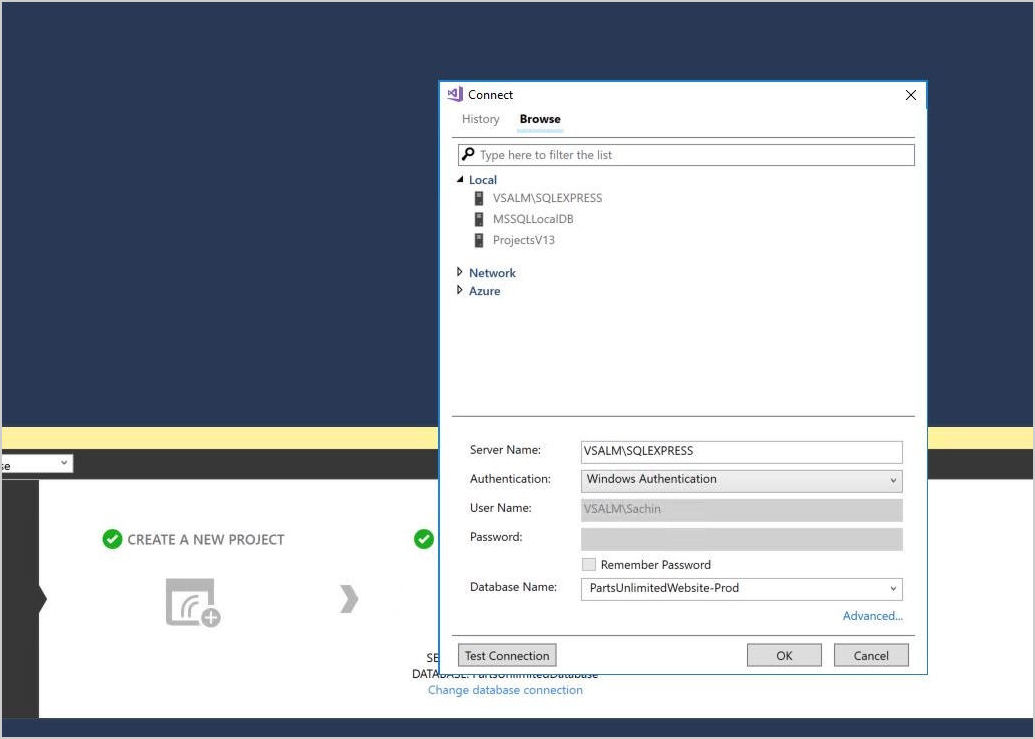 Connect
History Browse
Type here to filter the list
Local
VSALM\SQLEXPRESS
MSSQLLocalDB
ProjectsV13
Network
Azure
Server Name: VSALM\SQLEXPRESS
Authentication: Windows Authentication
User Name: VSALM\Sachin
Password:
Remember Password
Database Name: PartsUnlimitedWebsite-Prod
Advanced...
Test Connection OK Cancel
se
CREATE A NEW PROJECT
SE
DATABASE: PartsUnlimitedDatabase
Change database connection